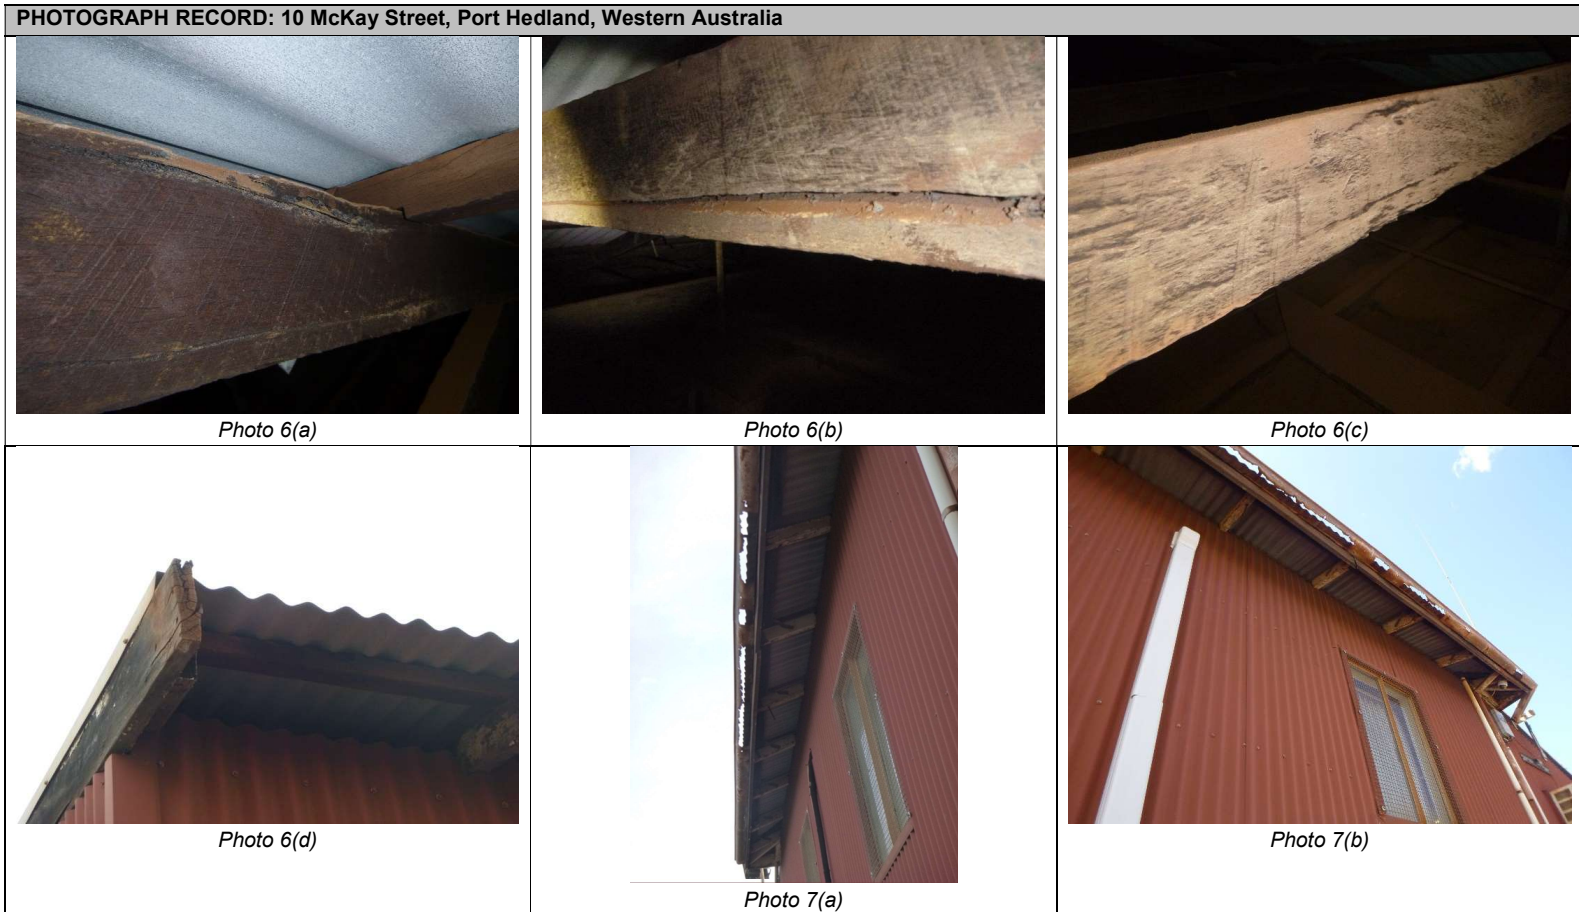 PHOTOGRAPH RECORD: 10 McKay Street, Port Hedland, Western Australia
Photo 6(a)
Photo 6(b)
Photo 6(c)
Photo 6(d)
Photo 7(a)
Photo 7(b)